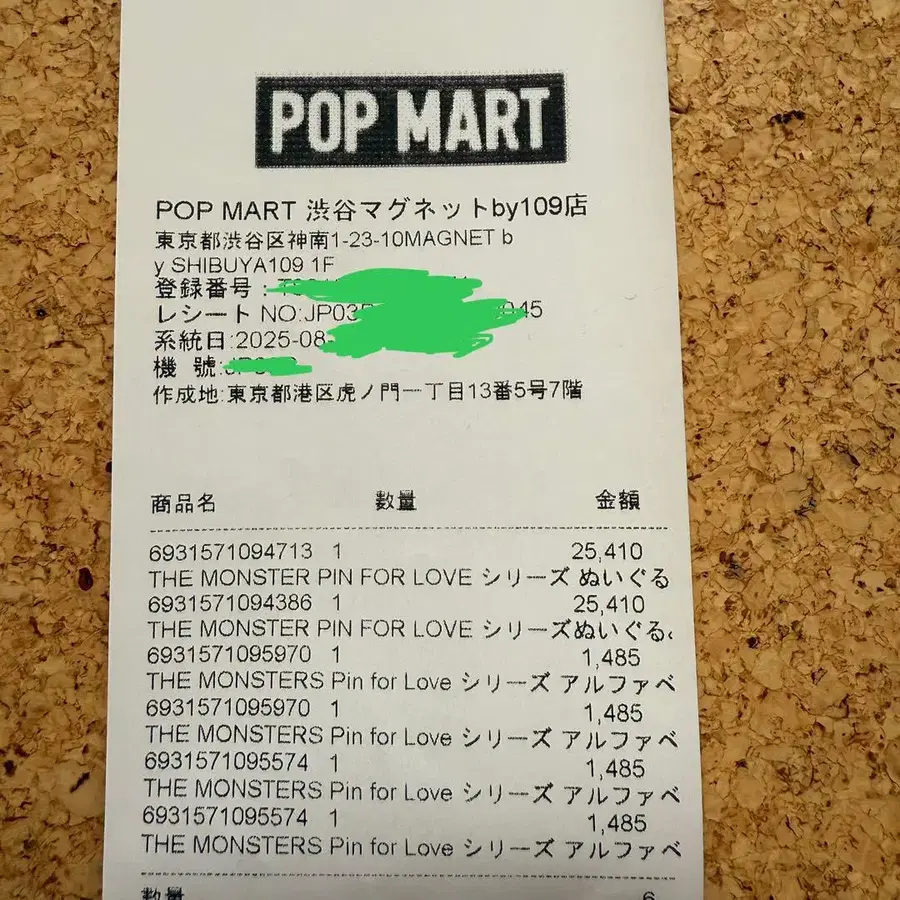 POP MART
POP MART 渋谷マグネットby109店
東京都渋谷区神南1-23-10MAGNET b
y SHIBUYA109 1F
登録番号:
レシート NO:JP03 45
系統日:2025-08-
機 號:
作成地:東京都港区虎ノ門一丁目13番5号7階
商品名 数量 金額
6931571094713 1 25,410
THE MONSTER PIN FOR LOVE シリーズ ぬいぐる
6931571094386 1 25,410
THE MONSTER PIN FOR LOVE シリーズぬいぐる
6931571095970 1 1,485
THE MONSTERS Pin for Love シリーズ アルファベ
6931571095970 1 1,485
THE MONSTERS Pin for Love シリーズ アルファベ
6931571095574 1 1,485
THE MONSTERS Pin for Love シリーズ アルファベ
6931571095574 1 1,485
THE MONSTERS Pin for Love シリーズ アルファベ
数量 6